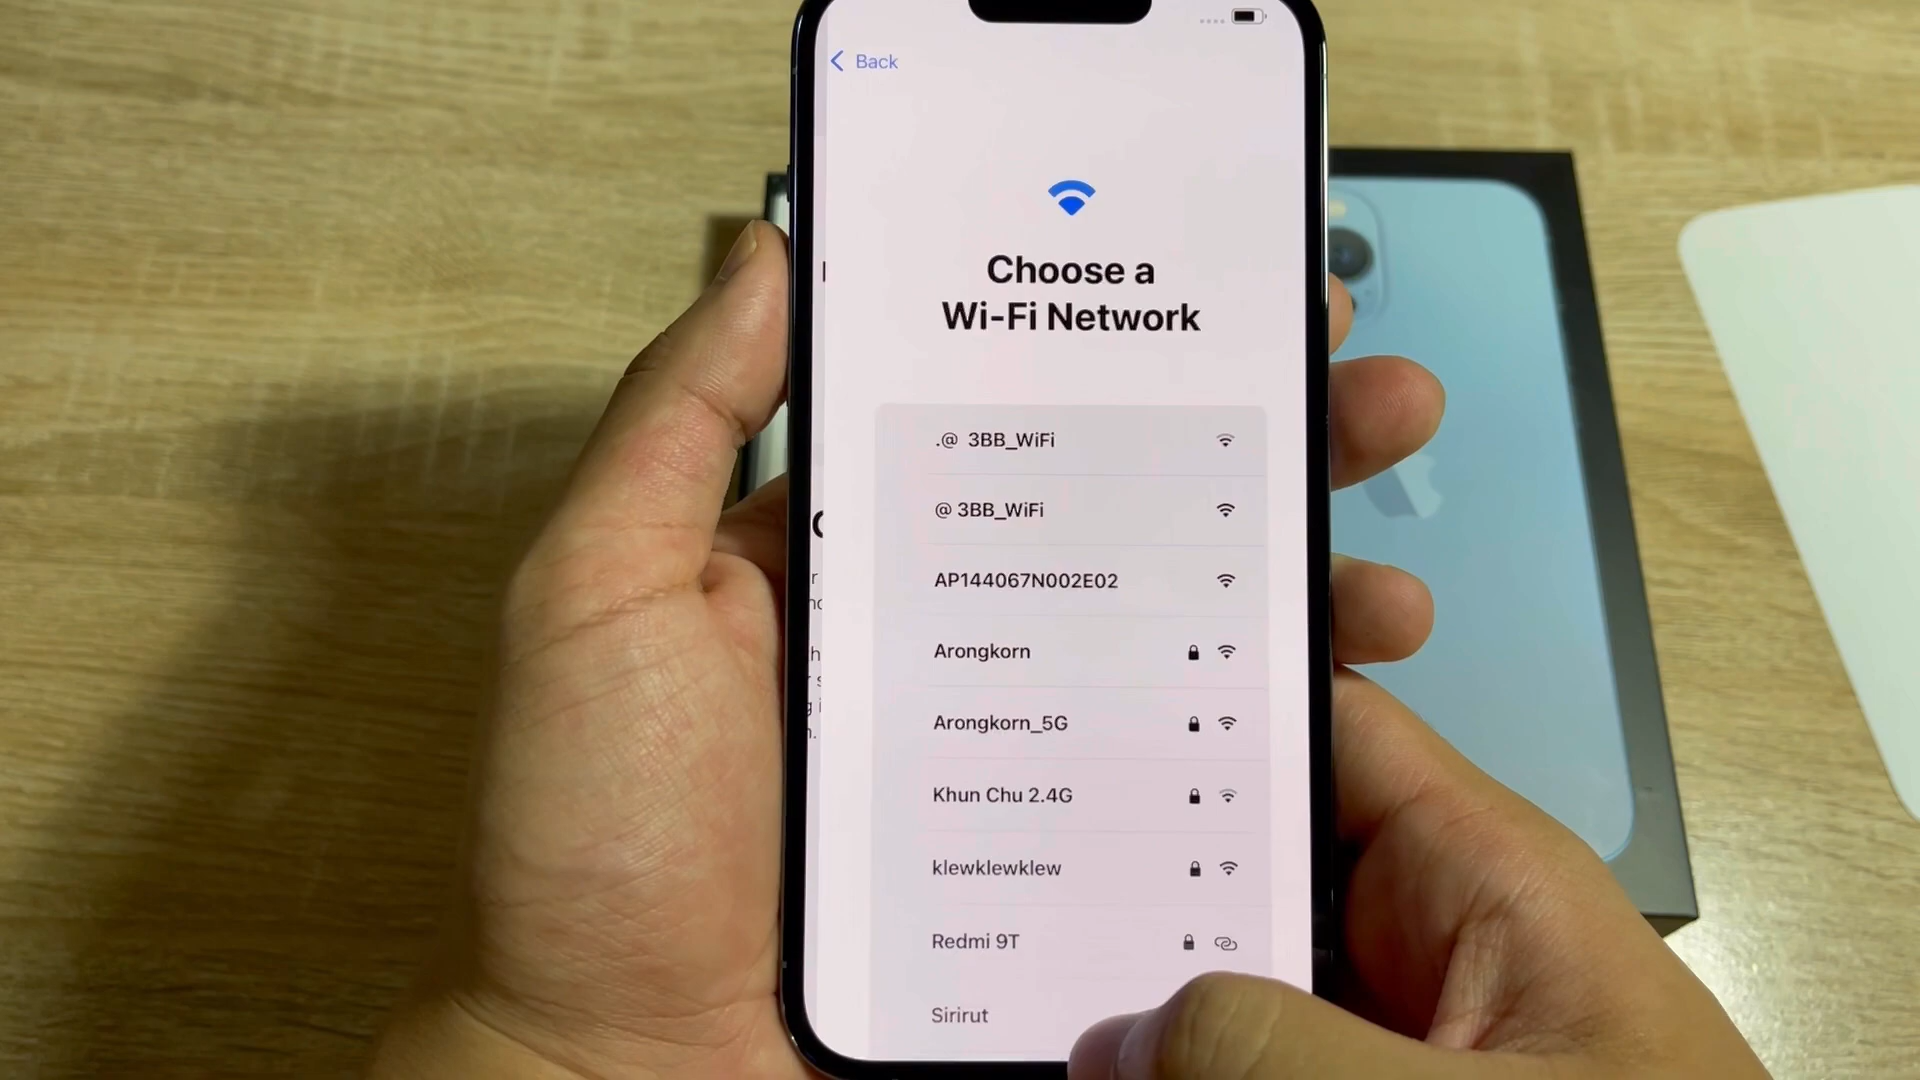 Back
Choose a
Wi-Fi Network
.@ 3BB_WiFi
@ 3BB_WiFi
AP144067N002E02
Arongkorn
Arongkorn_5G
Khun Chu 2.4G
klewklewklew
Redmi 9T
Sirirut